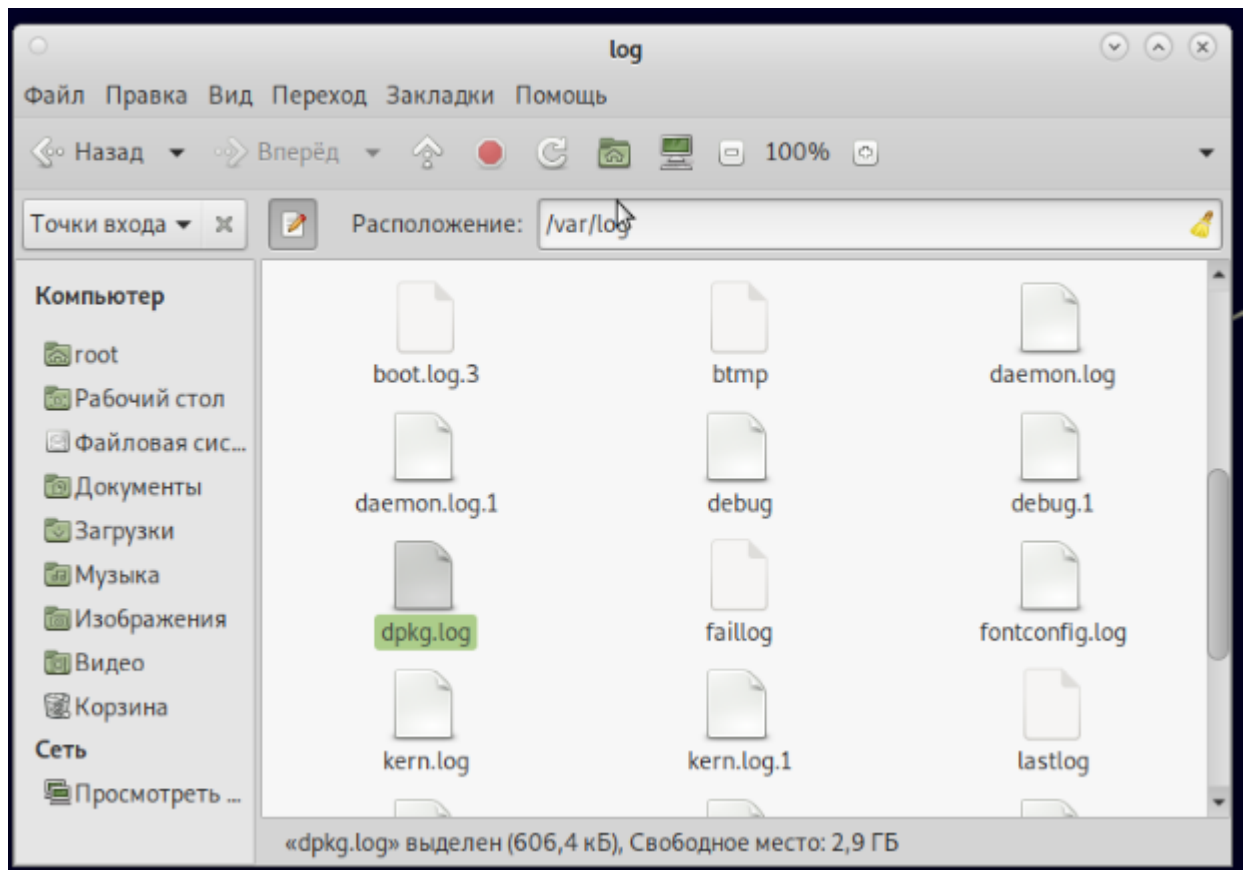 log
Файл Правка Вид Переход Закладки Помощь
Назад Вперёд 100%
Точки входа Расположение: /var/log
Компьютер
root
Рабочий стол
Файловая сис...
Документы
Загрузки
Музыка
Изображения
Видео
Корзина
Сеть
Просмотреть ...
boot.log.3 btmp daemon.log
daemon.log.1 debug debug.1
dpkg.log faillog fontconfig.log
kern.log kern.log.1 lastlog
«dpkg.log» выделен (606,4 кБ), Свободное место: 2,9 ГБ